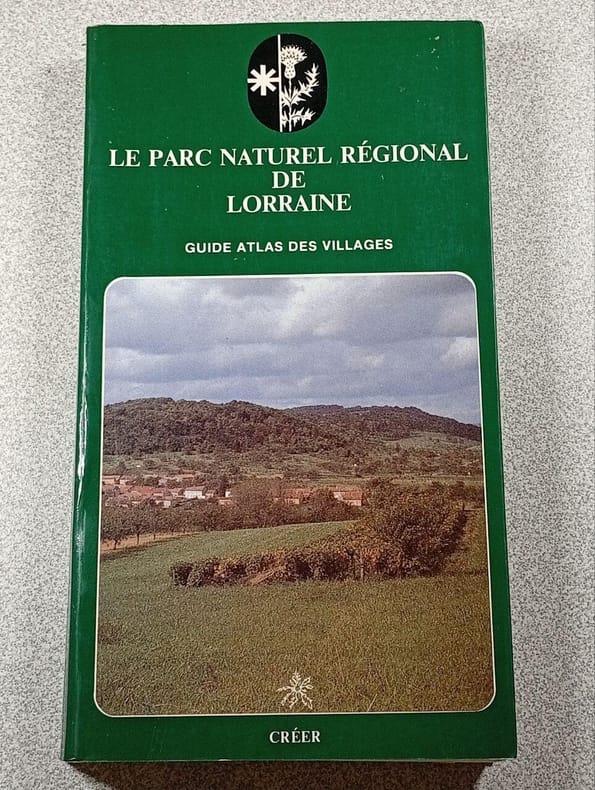 LE PARC NATUREL RÉGIONAL
DE
LORRAINE
GUIDE ATLAS DES VILLAGES
CRÉER